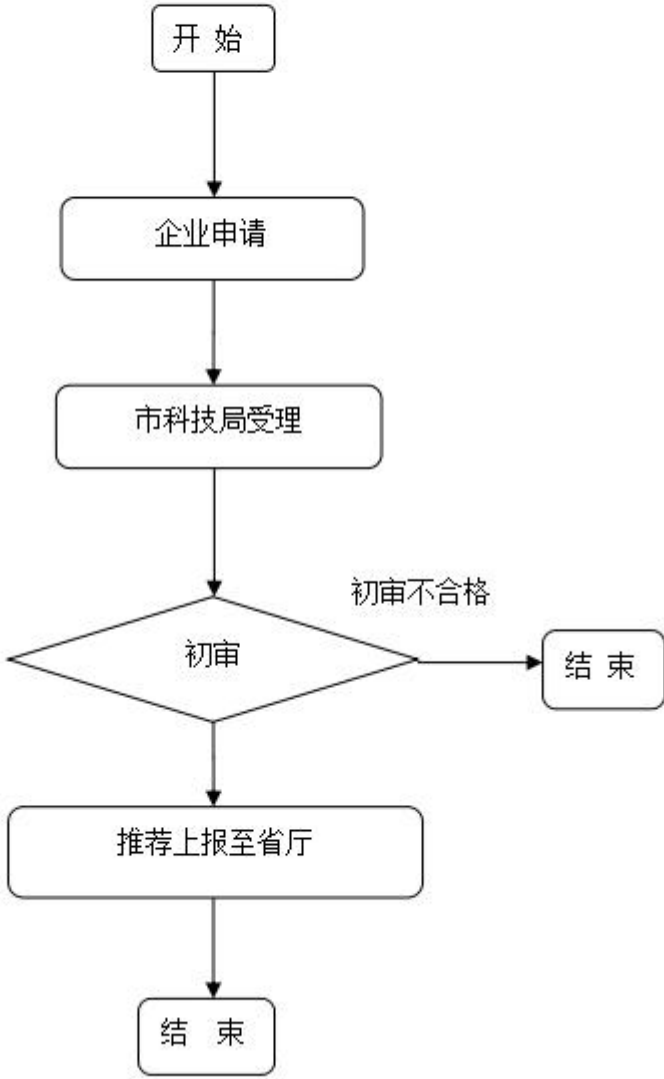 开 始
企业申请
市科技局受理
初审不合格
初审
结 束
推荐上报至省厅
结 束